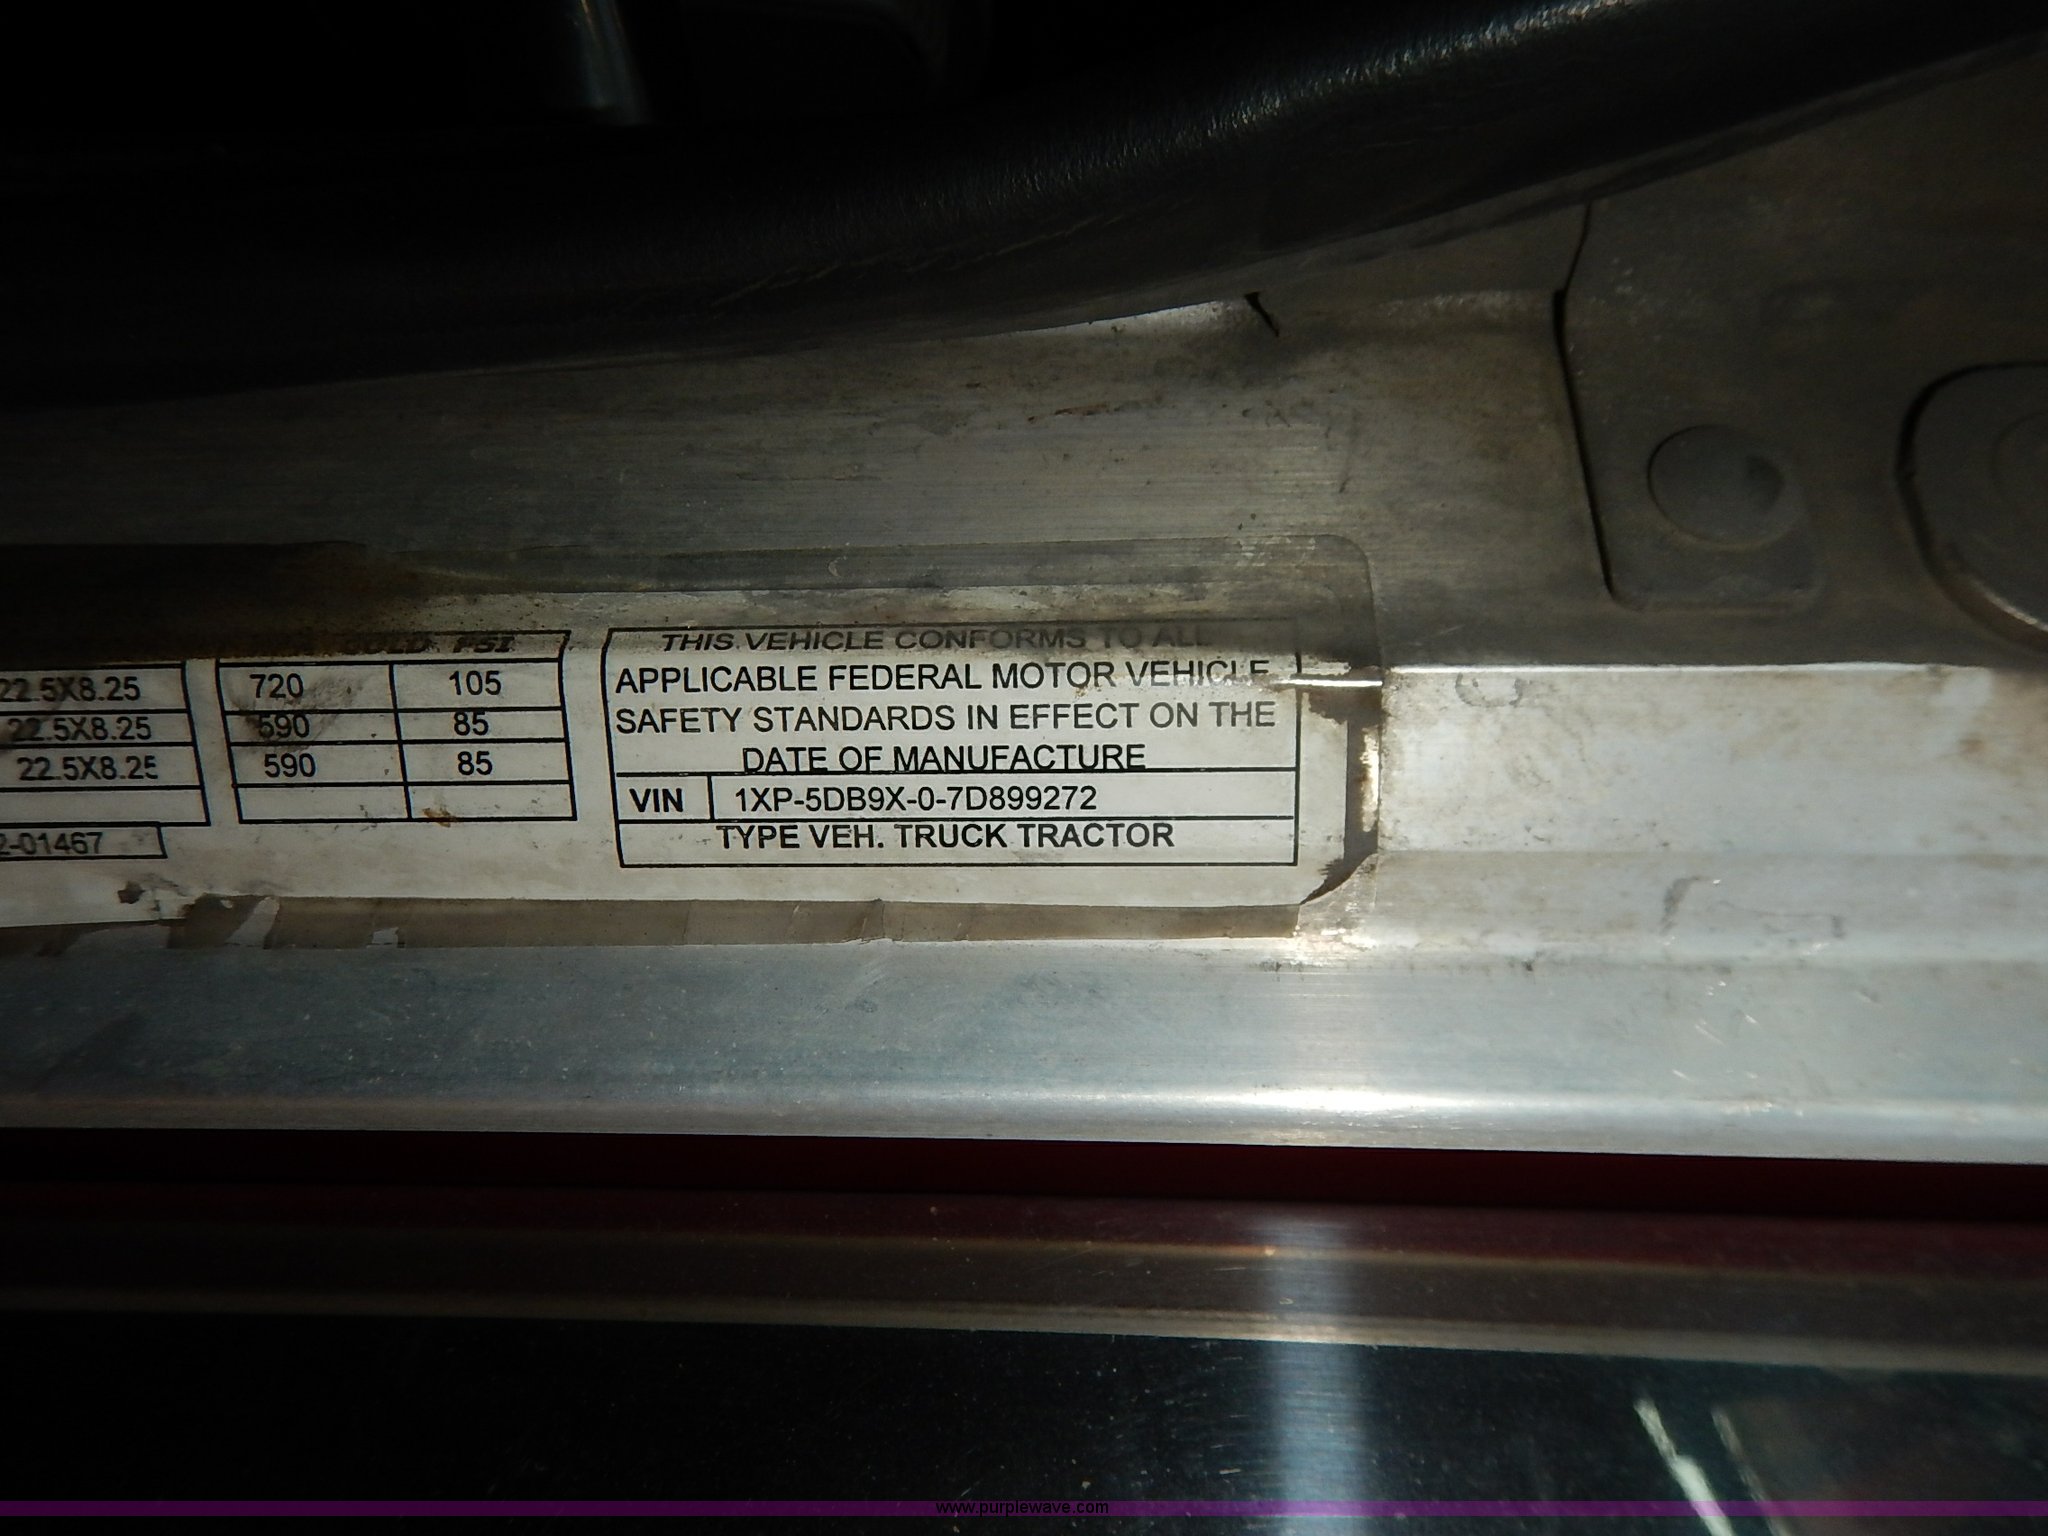 COLD PSI
22.5X8.25 720 105
22.5X8.25 590 85
22.5X8.25 590 85
2-01467
THIS VEHICLE CONFORMS TO ALL
APPLICABLE FEDERAL MOTOR VEHICLE
SAFETY STANDARDS IN EFFECT ON THE
DATE OF MANUFACTURE
VIN 1XP-5DB9X-0-7D899272
TYPE VEH. TRUCK TRACTOR
www.purplewave.com